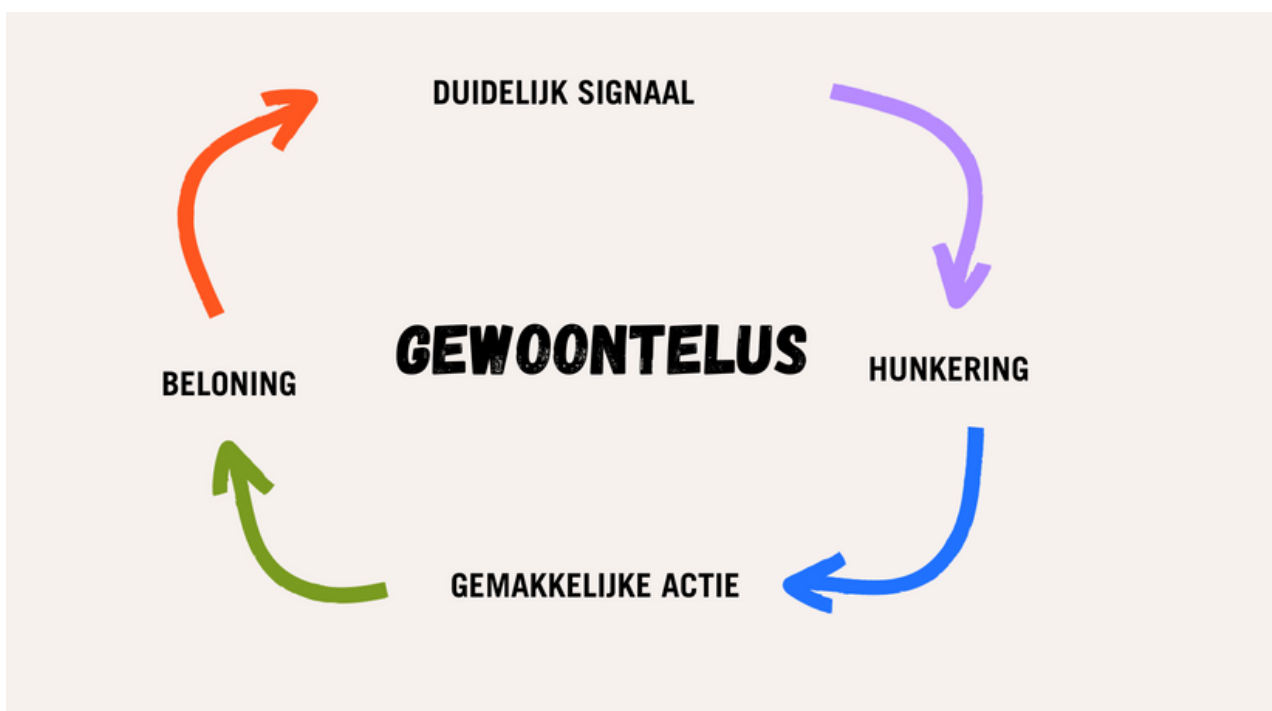 DUIDELIJK SIGNAAL
GEWOONTELUS
HUNKERING
BELONING
GEMAKKELIJKE ACTIE